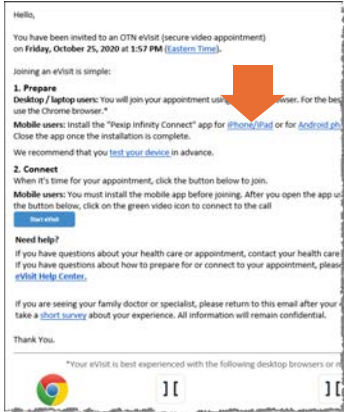 Hello,
You have been invited to an OTN eVisit (secure video appointment)
on Friday, October 25, 2020 at 1:57 PM (Eastern Time).
Joining an eVisit is simple:
1. Prepare
Desktop / laptop users: You will join your appointment using wser. For the bes
use the Chrome browser.*
Mobile users: Install the "Pexip Infinity Connect" app for iPhone/iPad or for Android ph
Close the app once the installation is complete.
We recommend that you test your device in advance.
2. Connect
When it's time for your appointment, click the button below to join.
Mobile users: You must install the mobile app before joining. After you open the app u
the button below, click on the green video icon to connect to the call
Start eVisit
Need help?
If you have questions about your health care or appointment, contact your health care
If you have questions about how to prepare for or connect to your appointment, pleas
eVisit Help Center.
If you are seeing your family doctor or specialist, please return to this email after your
take a short survey about your experience. All information will remain confidential.
Thank You.
*Your eVisit is best experienced with the following desktop browsers or m